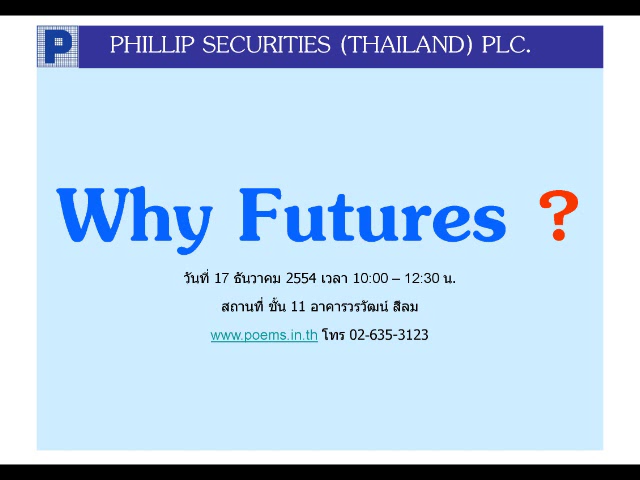 P
PHILLIP SECURITIES (THAILAND) PLC.
Why Futures ?
วันที่ 17 ธันวาคม 2554 เวลา 10:00 – 12:30 น.
สถานที่ ชั้น 11 อาคารวรวัฒน์ สีลม
www.poems.in.th โทร 02-635-3123